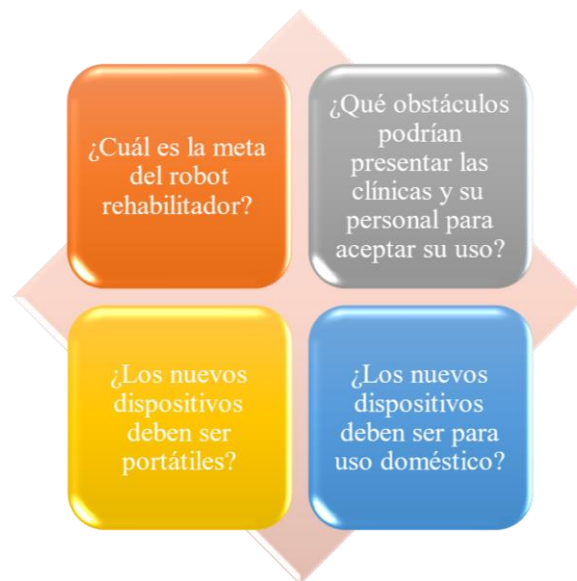 ¿Cuál es la meta
del robot
rehabilitador?
¿Qué obstáculos
podrían
presentar las
clínicas y su
personal para
aceptar su uso?
¿Los nuevos
dispositivos
deben ser
portátiles?
¿Los nuevos
dispositivos
deben ser para
uso doméstico?